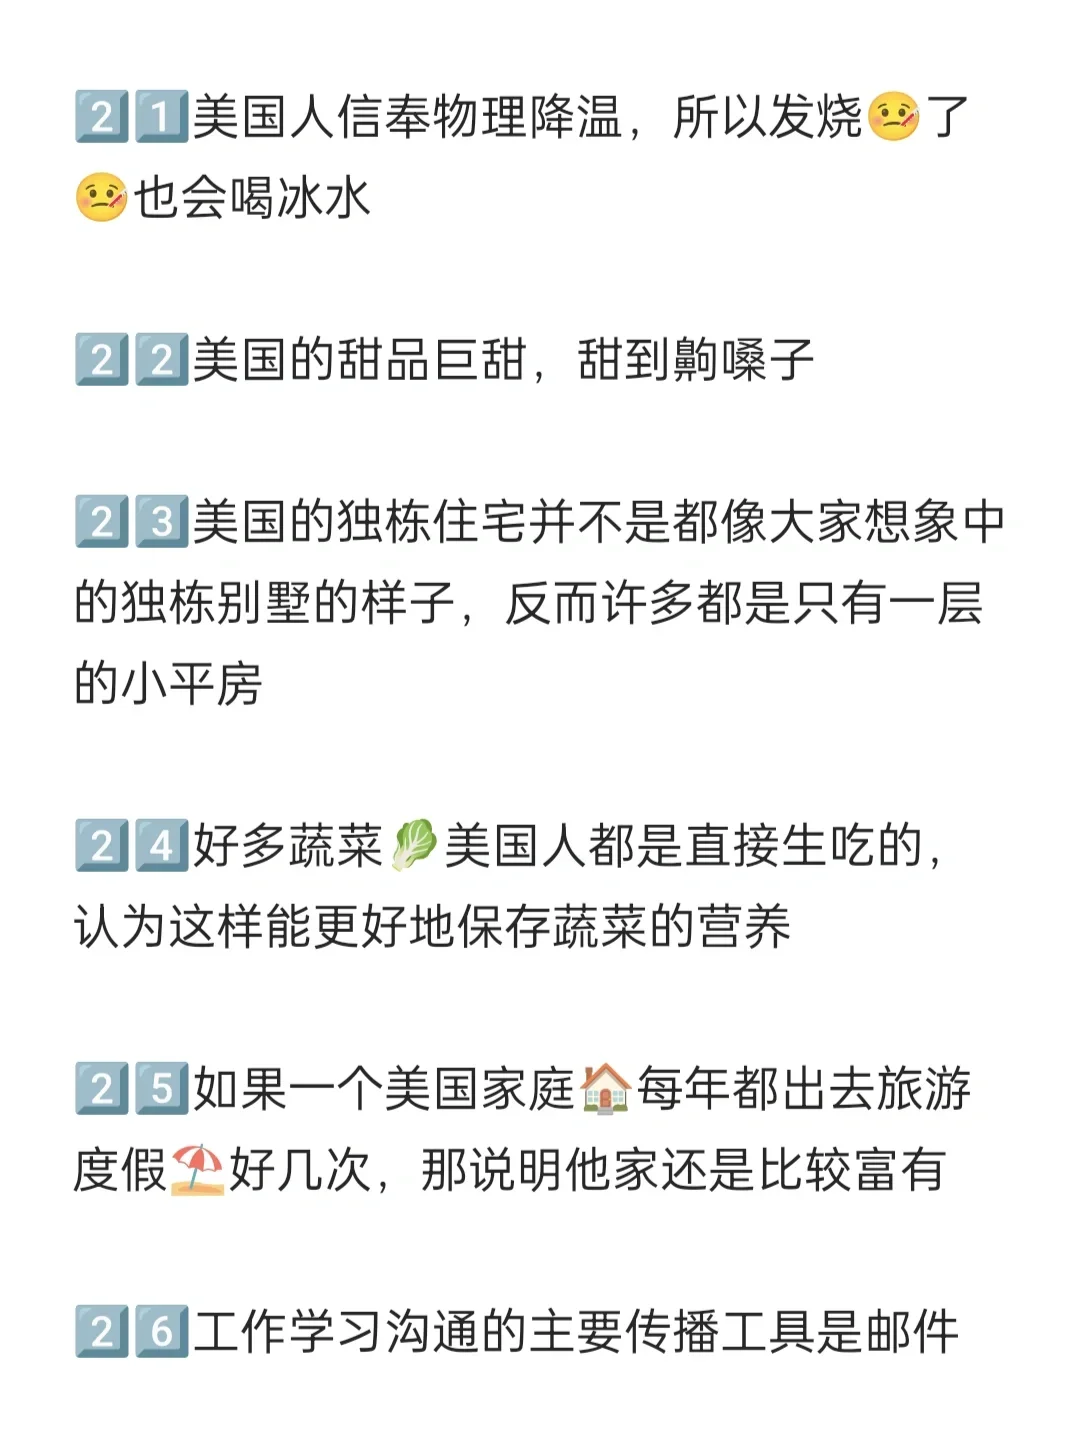 2️⃣1️⃣美国人信奉物理降温，所以发烧🤒了
🤒也会喝冰水
2️⃣2️⃣美国的甜品巨甜，甜到齁嗓子
2️⃣3️⃣美国的独栋住宅并不是都像大家想象中
的独栋别墅的样子，反而许多都是只有一层
的小平房
2️⃣4️⃣好多蔬菜🥬美国人都是直接生吃的，
认为这样能更好地保存蔬菜的营养
2️⃣5️⃣如果一个美国家庭🏠每年都出去旅游
度假⛱️好几次，那说明他家还是比较富有
2️⃣6️⃣工作学习沟通的主要传播工具是邮件